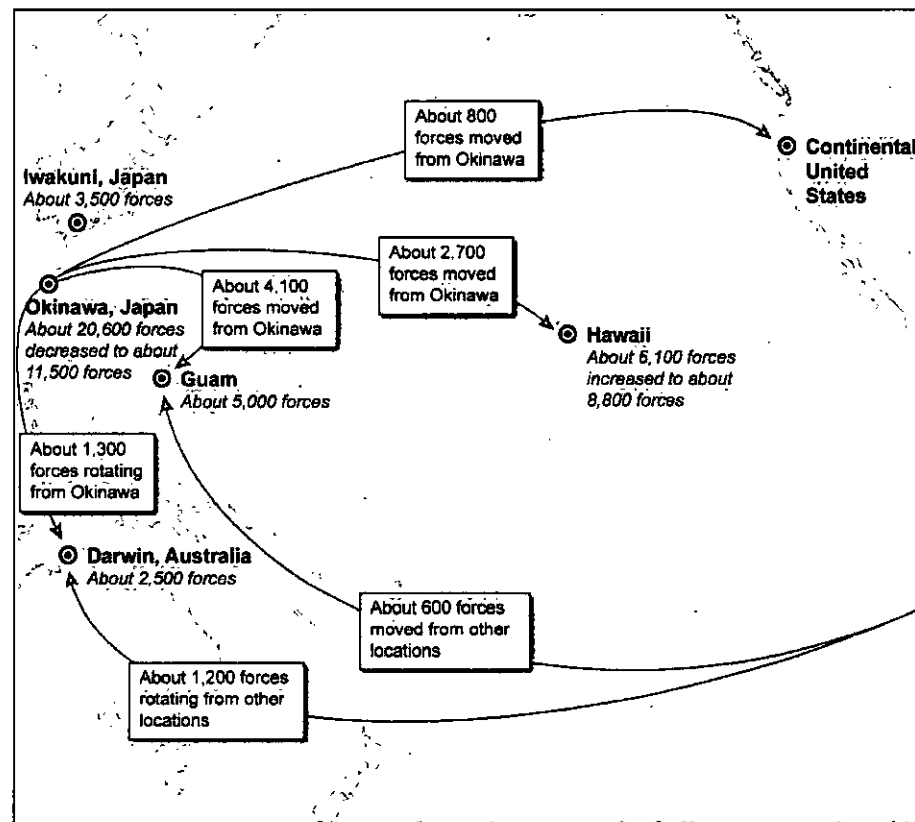 About 800
forces moved
from Okinawa
Continental
United
States
Iwakuni, Japan
About 3,500 forces
About 2,700
forces moved
from Okinawa
About 4,100
forces moved
from Okinawa
Okinawa, Japan
About 20,600 forces
decreased to about
11,500 forces
Hawaii
About 6,100 forces
increased to about
8,800 forces
Guam
About 5,000 forces
About 1,300
forces rotating
from Okinawa
Darwin, Australia
About 2,500 forces
About 600 forces
moved from other
locations
About 1,200 forces
rotating from other
locations